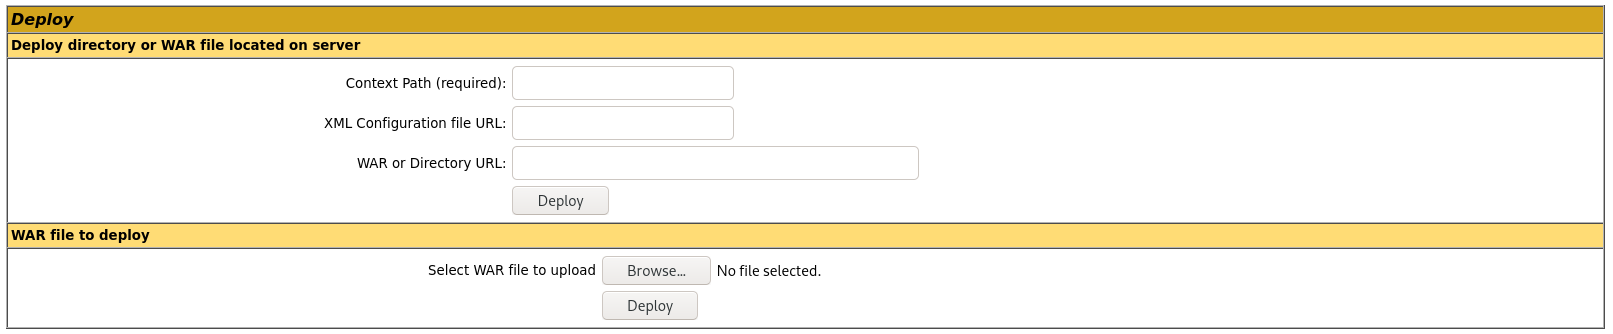 Deploy
Deploy directory or WAR file located on server
Context Path (required):
XML Configuration file URL:
WAR or Directory URL:
Deploy
WAR file to deploy
Select WAR file to upload Browse... No file selected.
Deploy